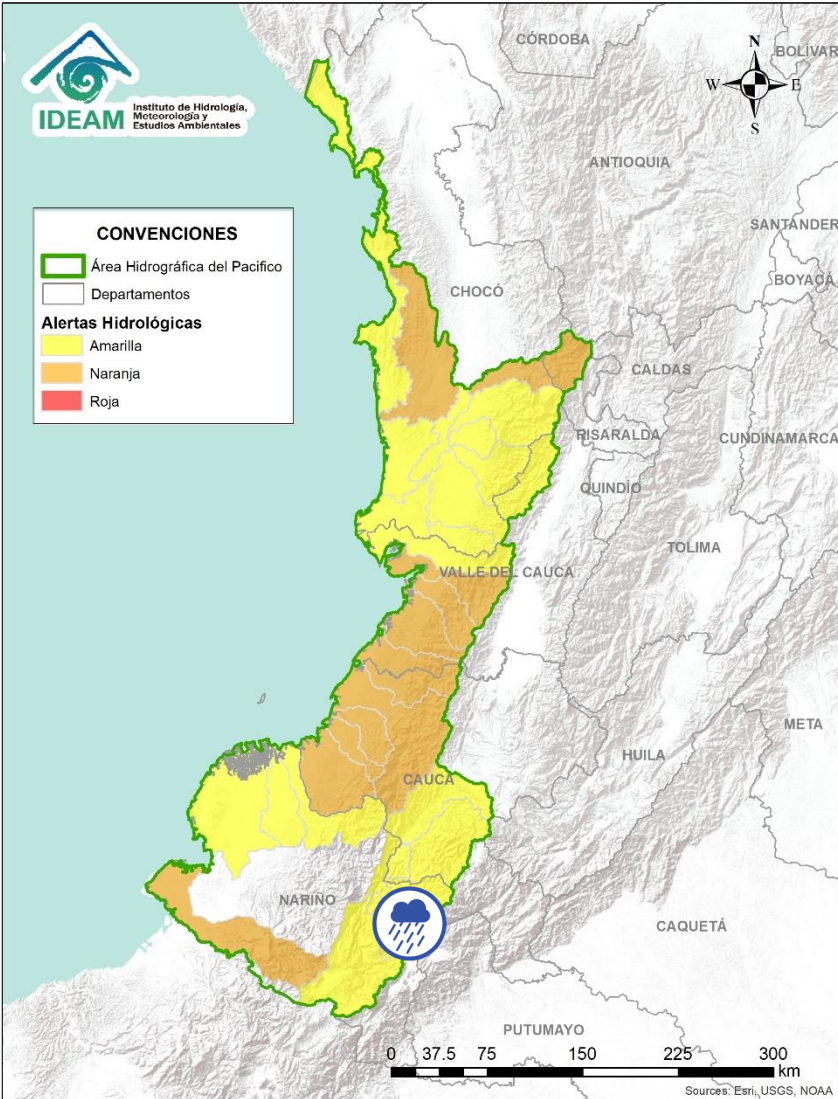 IDEAM
Instituto de Hidrología,
Meteorología y
Estudios Ambientales
N
W E
S
CÓRDOBA
BOLÍVAR
ANTIOQUIA
SANTANDER
BOYACÁ
CHOCÓ
CALDAS
RISARALDA
CUNDINAMARCA
QUINDÍO
TOLIMA
VALLE DEL CAUCA
META
HUILA
CAUCA
NARIÑO
CAQUETÁ
PUTUMAYO
CONVENCIONES
Área Hidrográfica del Pacifico
Departamentos
Alertas Hidrológicas
Amarilla
Naranja
Roja
0 37.5 75 150 225 300
km
Sources: Esri, USGS, NOAA